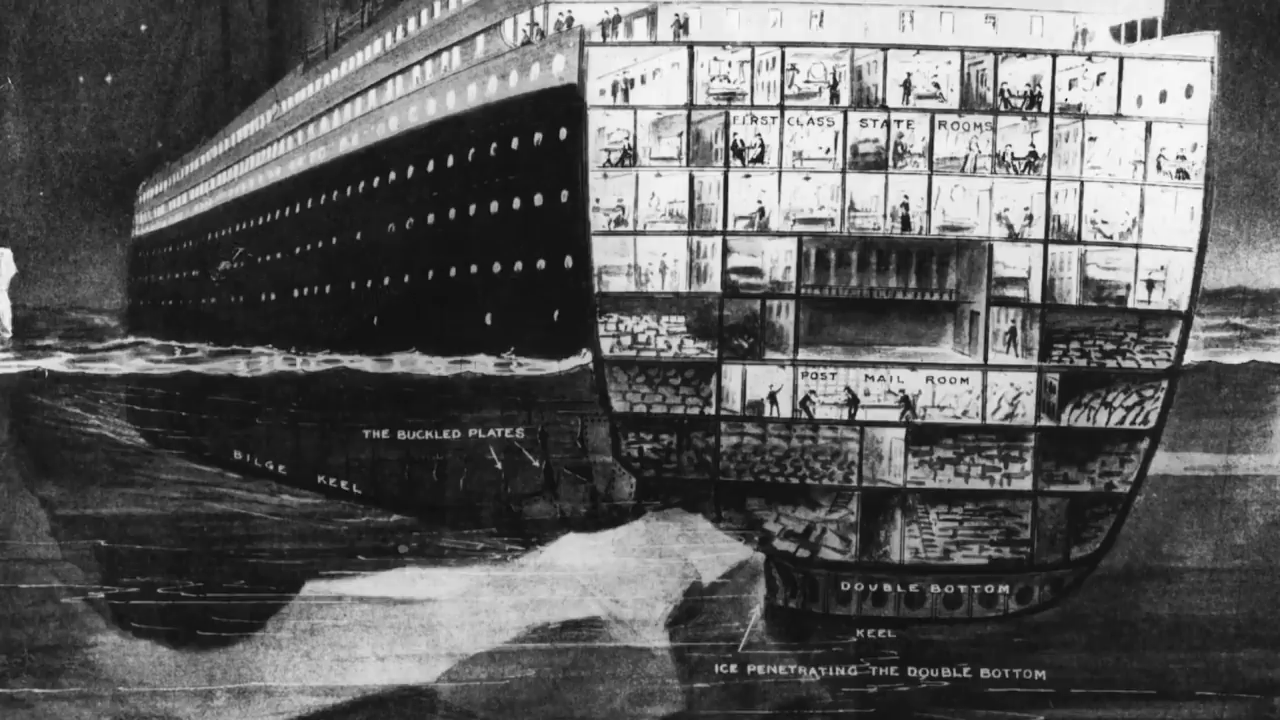 FIRST CLASS STATE ROOMS
POST MAIL ROOM
THE BUCKLED PLATES
BILGE KEEL
DOUBLE BOTTOM
KEEL
ICE PENETRATING THE DOUBLE BOTTOM